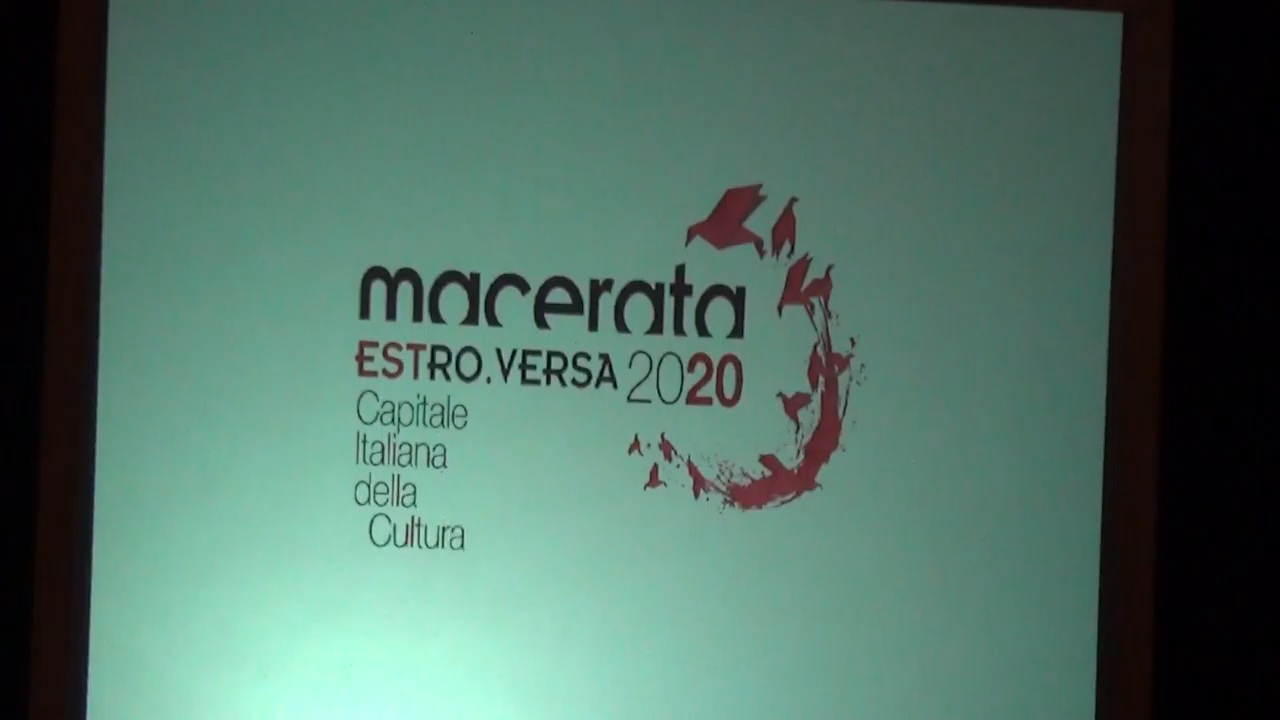 macerata
ESTRO.VERSA 2020
Capitale
Italiana
della
Cultura